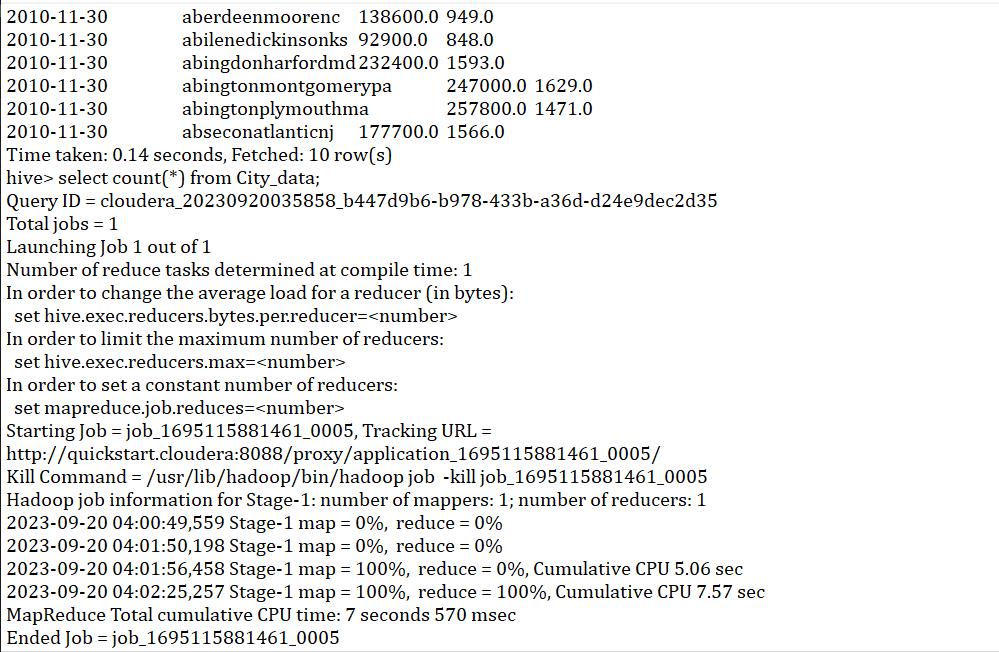 2010-11-30 aberdeenmoorenc 138600.0 949.0
2010-11-30 abilenedickinsonks 92900.0 848.0
2010-11-30 abingdonharfordmd 232400.0 1593.0
2010-11-30 abingtonmontgomerypa 247000.0 1629.0
2010-11-30 abingtonplymouthma 257800.0 1471.0
2010-11-30 abseconatlanticnj 177700.0 1566.0
Time taken: 0.14 seconds, Fetched: 10 row(s)
hive> select count(*) from City_data;
Query ID = cloudera_20230920035858_b447d9b6-b978-433b-a36d-d24e9dec2d35
Total jobs = 1
Launching Job 1 out of 1
Number of reduce tasks determined at compile time: 1
In order to change the average load for a reducer (in bytes):
  set hive.exec.reducers.bytes.per.reducer=<number>
In order to limit the maximum number of reducers:
  set hive.exec.reducers.max=<number>
In order to set a constant number of reducers:
  set mapreduce.job.reduces=<number>
Starting Job = job_1695115881461_0005, Tracking URL =
http://quickstart.cloudera:8088/proxy/application_1695115881461_0005/
Kill Command = /usr/lib/hadoop/bin/hadoop job  -kill job_1695115881461_0005
Hadoop job information for Stage-1: number of mappers: 1; number of reducers: 1
2023-09-20 04:00:49,559 Stage-1 map = 0%,  reduce = 0%
2023-09-20 04:01:50,198 Stage-1 map = 0%,  reduce = 0%
2023-09-20 04:01:56,458 Stage-1 map = 100%,  reduce = 0%, Cumulative CPU 5.06 sec
2023-09-20 04:02:25,257 Stage-1 map = 100%,  reduce = 100%, Cumulative CPU 7.57 sec
MapReduce Total cumulative CPU time: 7 seconds 570 msec
Ended Job = job_1695115881461_0005